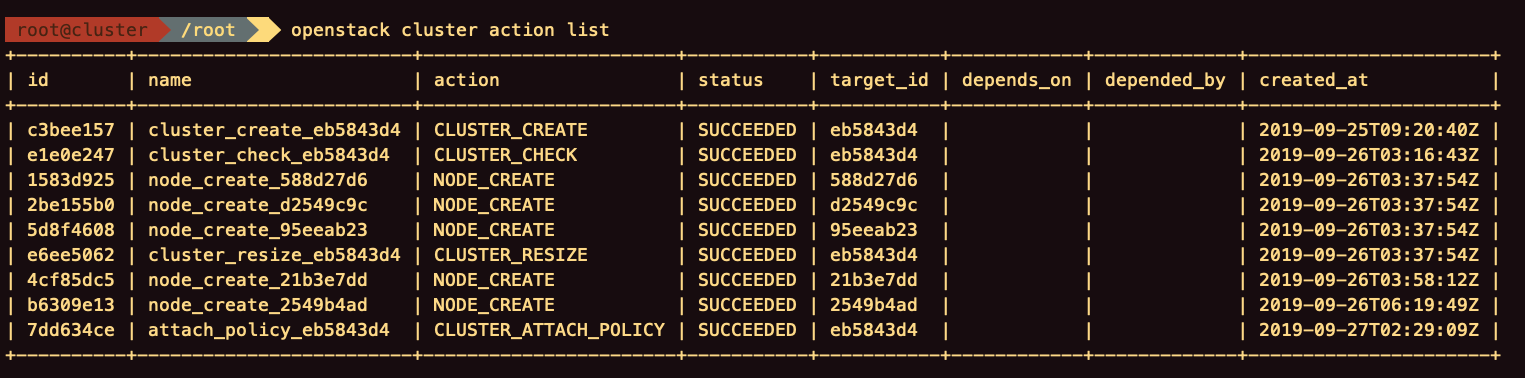 root@cluster /root openstack cluster action list
+----------+-------------------------+-----------------------+-----------+-----------+------------+-------------+----------------------+
| id | name | action | status | target_id | depends_on | depended_by | created_at |
+----------+-------------------------+-----------------------+-----------+-----------+------------+-------------+----------------------+
| c3bee157 | cluster_create_eb5843d4 | CLUSTER_CREATE | SUCCEEDED | eb5843d4 | | | 2019-09-25T09:20:40Z |
| e1e0e247 | cluster_check_eb5843d4 | CLUSTER_CHECK | SUCCEEDED | eb5843d4 | | | 2019-09-26T03:16:43Z |
| 1583d925 | node_create_588d27d6 | NODE_CREATE | SUCCEEDED | 588d27d6 | | | 2019-09-26T03:37:54Z |
| 2be155b0 | node_create_d2549c9c | NODE_CREATE | SUCCEEDED | d2549c9c | | | 2019-09-26T03:37:54Z |
| 5d8f4608 | node_create_95eeab23 | NODE_CREATE | SUCCEEDED | 95eeab23 | | | 2019-09-26T03:37:54Z |
| e6ee5062 | cluster_resize_eb5843d4 | CLUSTER_RESIZE | SUCCEEDED | eb5843d4 | | | 2019-09-26T03:37:54Z |
| 4cf85dc5 | node_create_21b3e7dd | NODE_CREATE | SUCCEEDED | 21b3e7dd | | | 2019-09-26T03:58:12Z |
| b6309e13 | node_create_2549b4ad | NODE_CREATE | SUCCEEDED | 2549b4ad | | | 2019-09-26T06:19:49Z |
| 7dd634ce | attach_policy_eb5843d4 | CLUSTER_ATTACH_POLICY | SUCCEEDED | eb5843d4 | | | 2019-09-27T02:29:09Z |
+----------+-------------------------+-----------------------+-----------+-----------+------------+-------------+----------------------+